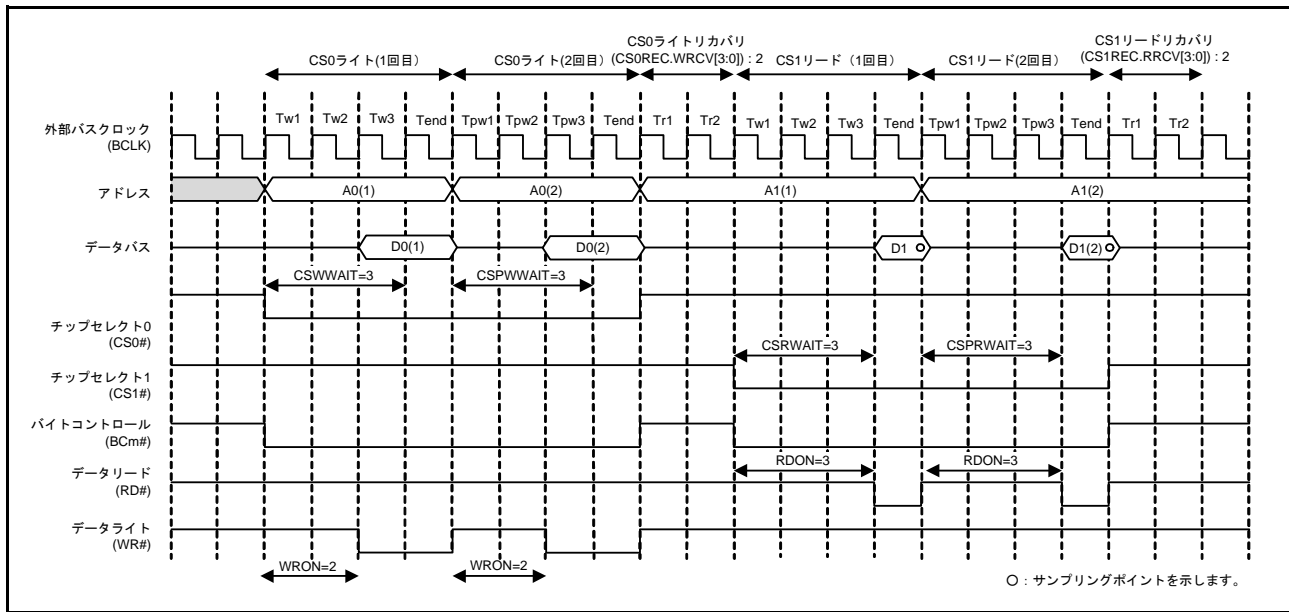 CS0ライト(1回目)
CS0ライト(2回目)
CS0ライトリカバリ
(CS0REC.WRCV[3:0]) : 2
CS1リード (1回目)
CS1リード(2回目)
CS1リードリカバリ
(CS1REC.RRCV[3:0]) : 2
外部バスクロック
(BCLK)
Tw1 Tw2 Tw3 Tend Tpw1 Tpw2 Tpw3 Tend Tr1 Tr2 Tw1 Tw2 Tw3 Tend Tpw1 Tpw2 Tpw3 Tend Tr1 Tr2
アドレス
A0(1) A0(2) A1(1) A1(2)
データバス
D0(1) D0(2) D1 D1(2)
CSWWAIT=3 CSPWWAIT=3
チップセレクト0
(CS0#)
CSRWAIT=3 CSPRWAIT=3
チップセレクト1
(CS1#)
バイトコントロール
(BCm#)
RDON=3 RDON=3
データリード
(RD#)
データライト
(WR#)
WRON=2 WRON=2
○：サンプリングポイントを示します。